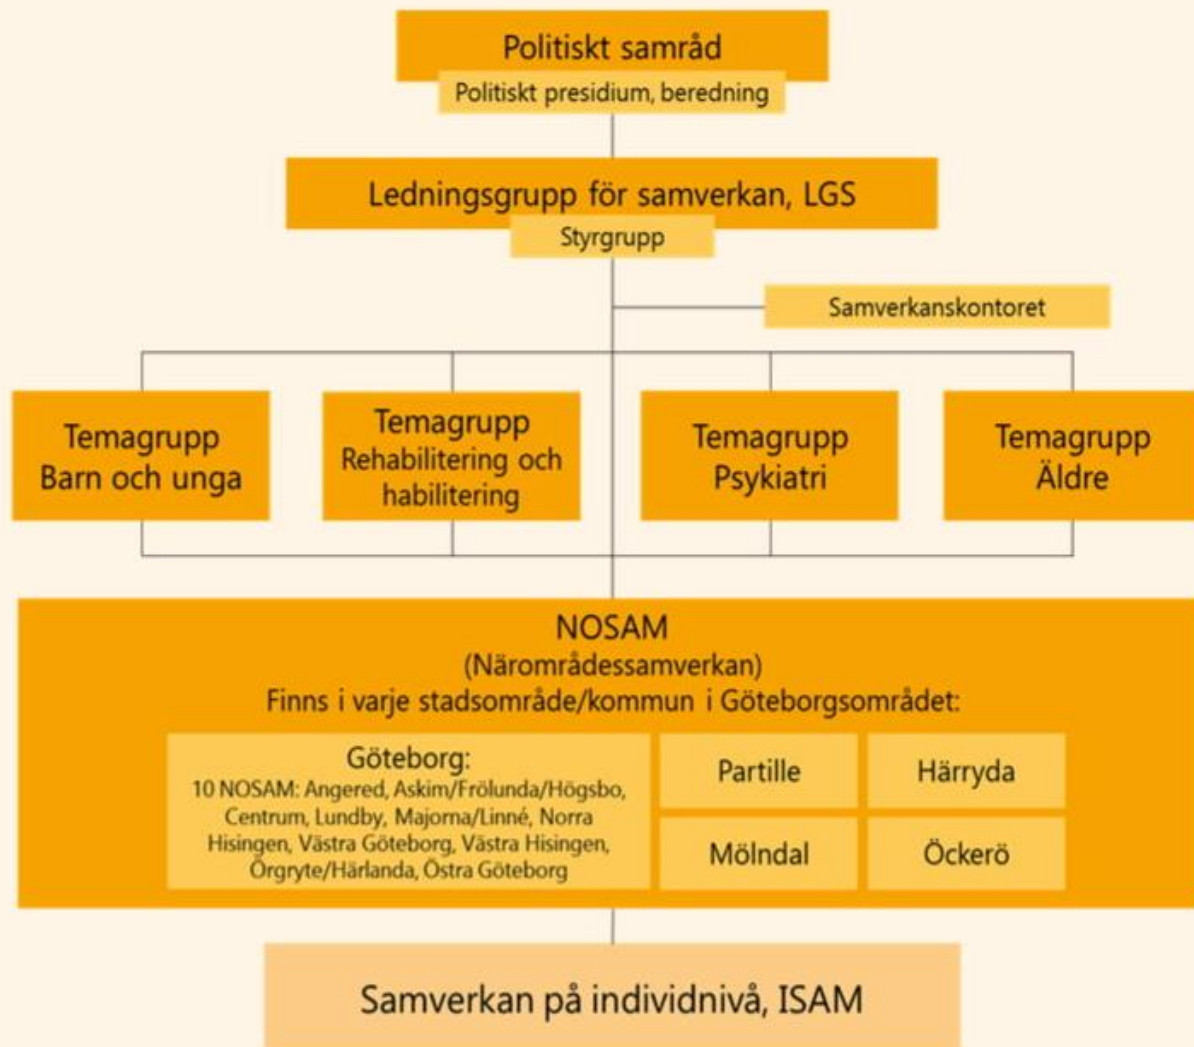 Politiskt samråd
Politiskt presidium, beredning
Ledningsgrupp för samverkan, LGS
Styrgrupp
Samverkanskontoret
Temagrupp
Barn och unga
Temagrupp
Rehabilitering och
habilitering
Temagrupp
Psykiatri
Temagrupp
Äldre
NOSAM
(Närområdessamverkan)
Finns i varje stadsområde/kommun i Göteborgsområdet:
Göteborg:
10 NOSAM: Angered, Askim/Frölunda/Högsbo,
Centrum, Lundby, Majorna/Linné, Norra
Hisingen, Västra Göteborg, Västra Hisingen,
Örgryte/Härlanda, Östra Göteborg
Partille
Härryda
Mölndal
Öckerö
Samverkan på individnivå, ISAM